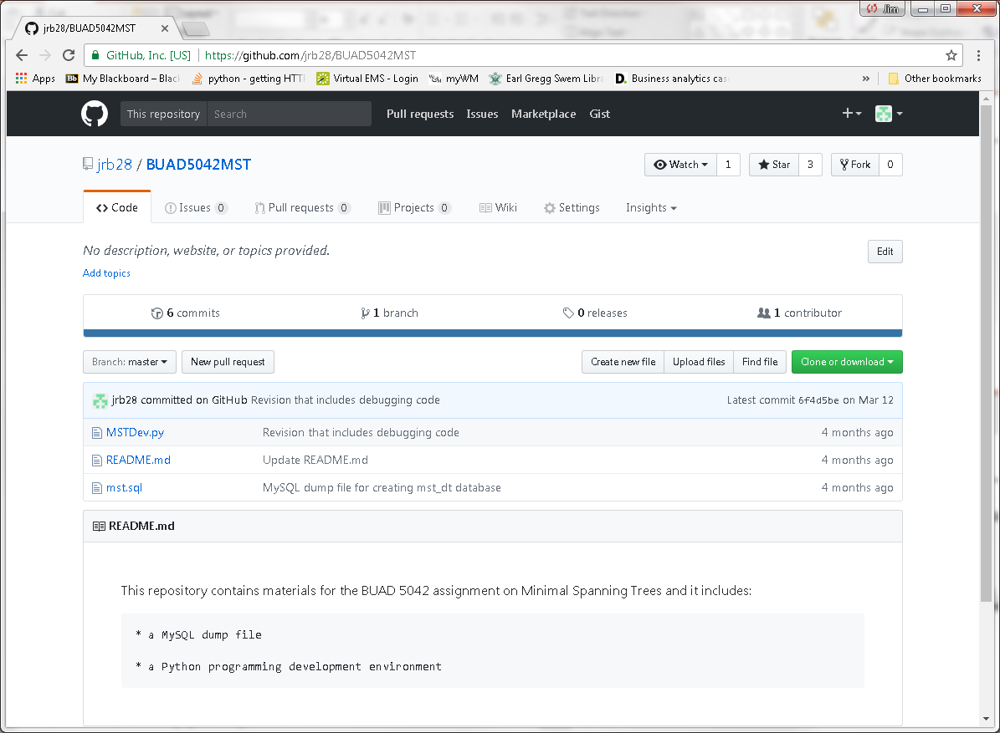 jrb28/BUAD5042MST
Jim
GitHub, Inc. [US] https://github.com/jrb28/BUAD5042MST
Apps Bb My Blackboard – Blac python - getting HTT Virtual EMS - Login W&M myWM Earl Gregg Swem Libra D. Business analytics cas » Other bookmarks
This repository Search Pull requests Issues Marketplace Gist
jrb28 / BUAD5042MST Watch 1 Star 3 Fork 0
Code Issues 0 Pull requests 0 Projects 0 Wiki Settings Insights
No description, website, or topics provided. Edit
Add topics
6 commits 1 branch 0 releases 1 contributor
Branch: master New pull request Create new file Upload files Find file Clone or download
jrb28 committed on GitHub Revision that includes debugging code Latest commit 6f4d5be on Mar 12
MSTDev.py Revision that includes debugging code 4 months ago
README.md Update README.md 4 months ago
mst.sql MySQL dump file for creating mst_dt database 4 months ago
README.md
This repository contains materials for the BUAD 5042 assignment on Minimal Spanning Trees and it includes:
* a MySQL dump file
* a Python programming development environment